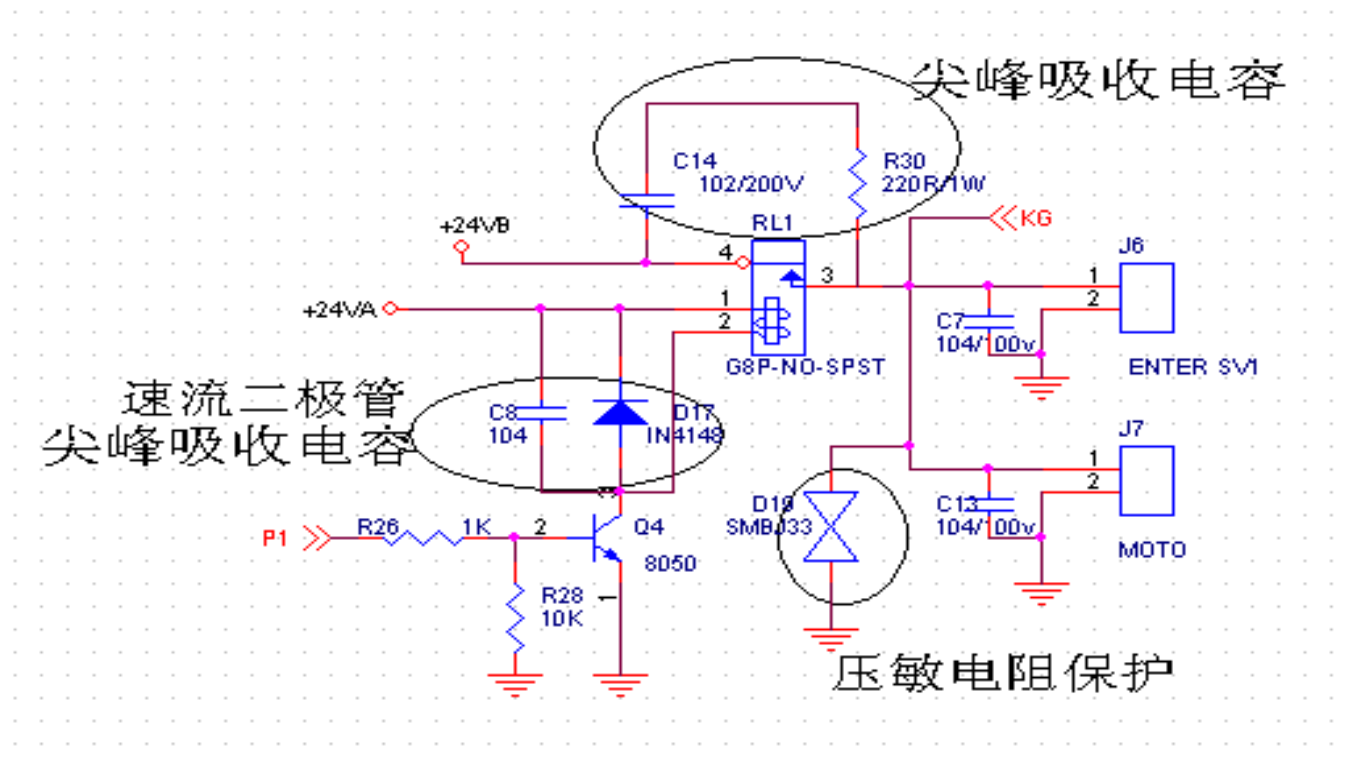 尖峰吸收电容
C14
102/200V
R30
220R/1W
RL1
+24VB
KG
4
3
J6
1
2
+24VA
1
2
C7
104/100v
G8P-NO-SPST
ENTER SV1
速流二极管
尖峰吸收电容
C8
104
D17
IN4148
J7
1
2
D19
SMBJ33
C13
104/100v
MOTO
P1
R26
1K
2
Q4
8050
R28
10K
1
压敏电阻保护